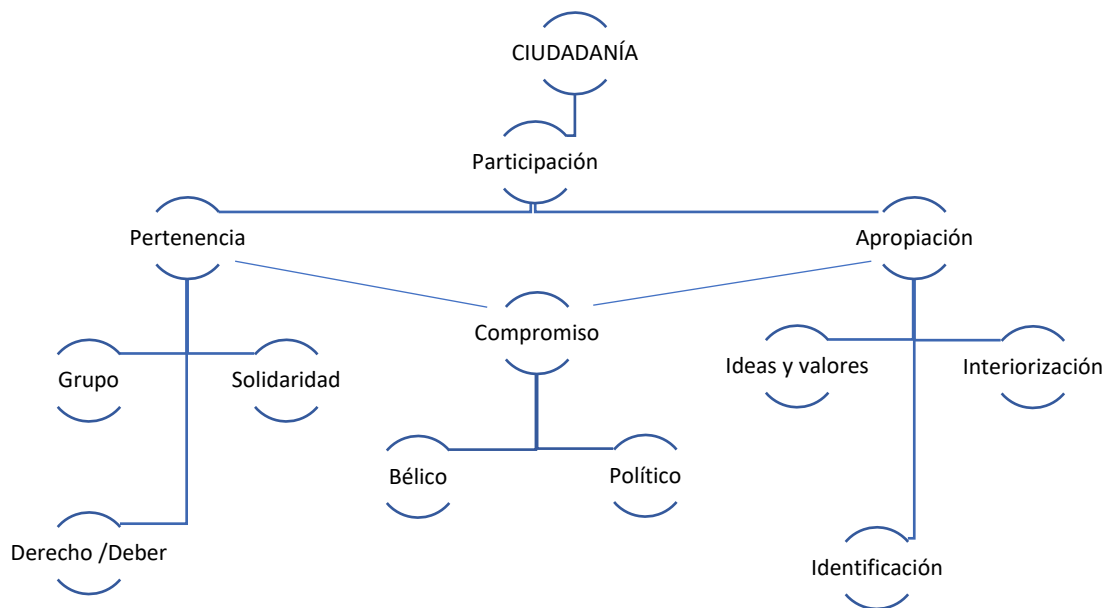 CIUDADANÍA
Participación
Pertenencia
Apropiación
Compromiso
Grupo
Solidaridad
Ideas y valores
Interiorización
Bélico
Político
Derecho /Deber
Identificación